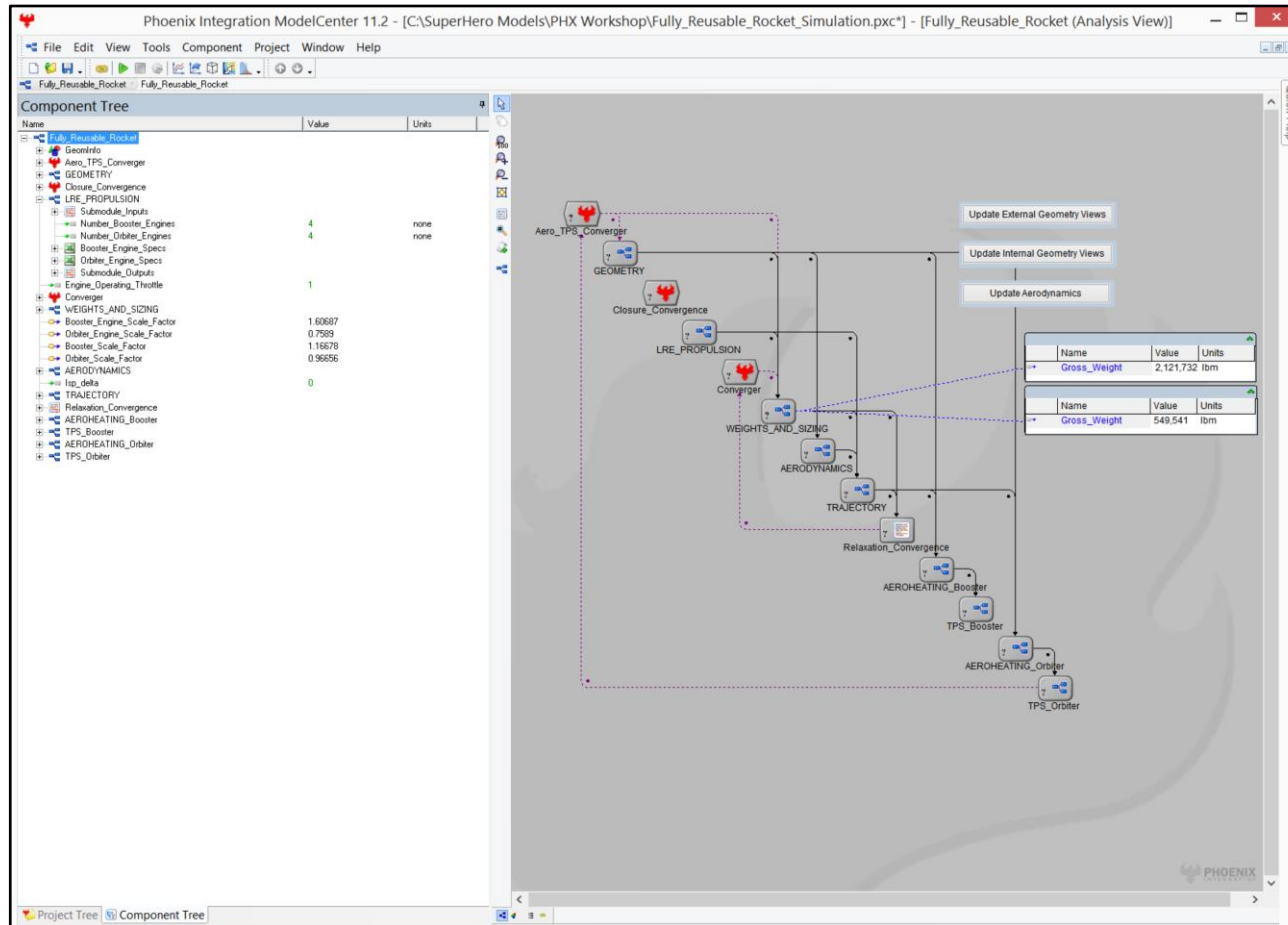 Phoenix Integration ModelCenter 11.2 - [C:\SuperHero Models\PHX Workshop\Fully_Reusable_Rocket_Simulation.pxc*] - [Fully_Reusable_Rocket (Analysis View)]
File Edit View Tools Component Project Window Help
Fully_Reusable_Rocket Fully_Reusable_Rocket
Component Tree
Name Value Units
Fully_Reusable_Rocket
GeomInfo
Aero_TPS_Converger
GEOMETRY
Closure_Convergence
LRE_PROPULSION
Submodule_Inputs
Number_Booster_Engines 4 none
Number_Orbiter_Engines 4 none
Booster_Engine_Specs
Orbiter_Engine_Specs
Submodule_Outputs
Engine_Operating_Throttle 1
Converger
WEIGHTS_AND_SIZING
Booster_Engine_Scale_Factor 1.60687
Orbiter_Engine_Scale_Factor 0.7589
Booster_Scale_Factor 1.16678
Orbiter_Scale_Factor 0.96656
AERODYNAMICS
Isp_delta 0
TRAJECTORY
Relaxation_Convergence
AEROHEATING_Booster
TPS_Booster
AEROHEATING_Orbiter
TPS_Orbiter
Project Tree Component Tree
100
? Aero_TPS_Converger
? GEOMETRY
? Closure_Convergence
? LRE_PROPULSION
? Converger
? WEIGHTS_AND_SIZING
? AERODYNAMICS
? TRAJECTORY
? Relaxation_Convergence
? AEROHEATING_Booster
? TPS_Booster
? AEROHEATING_Orbiter
? TPS_Orbiter
Update External Geometry Views
Update Internal Geometry Views
Update Aerodynamics
Name Value Units
Gross_Weight 2,121,732 lbm
Name Value Units
Gross_Weight 549,541 lbm
PHOENIX
INTEGRATION